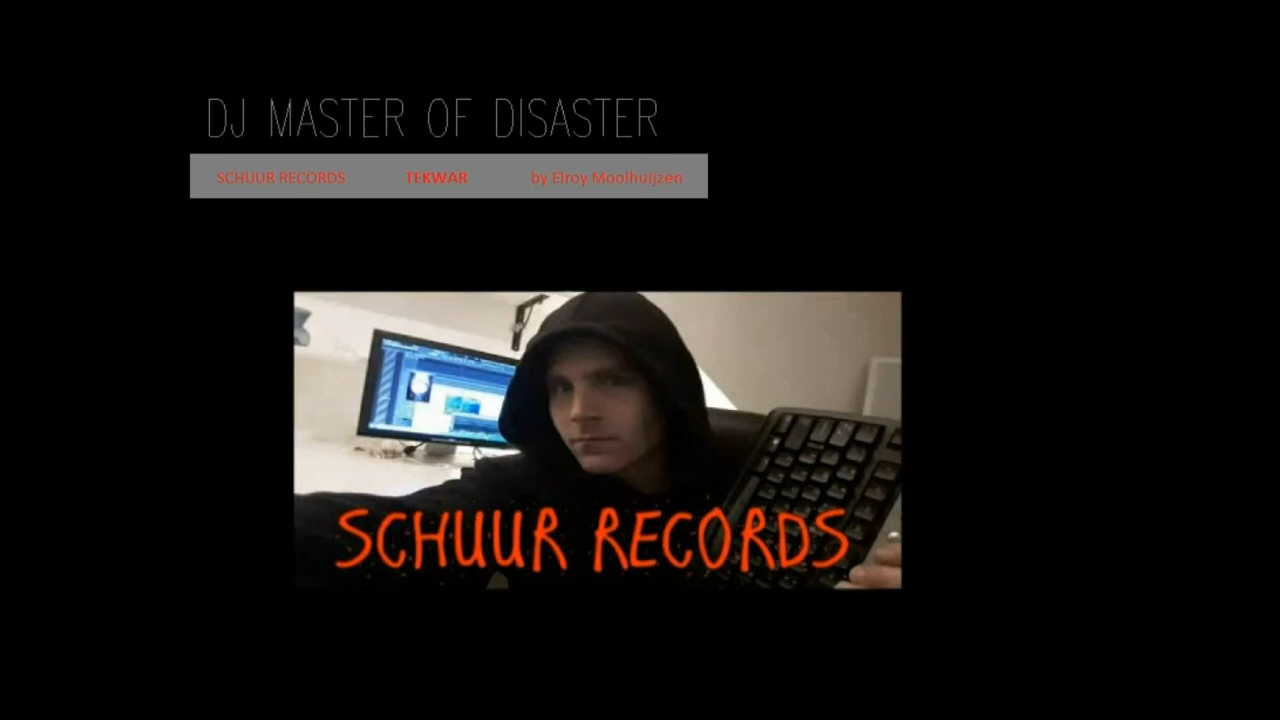 DJ MASTER OF DISASTER
SCHUUR RECORDS TEKWAR by Elroy Moolhuijzen
SCHUUR RECORDS